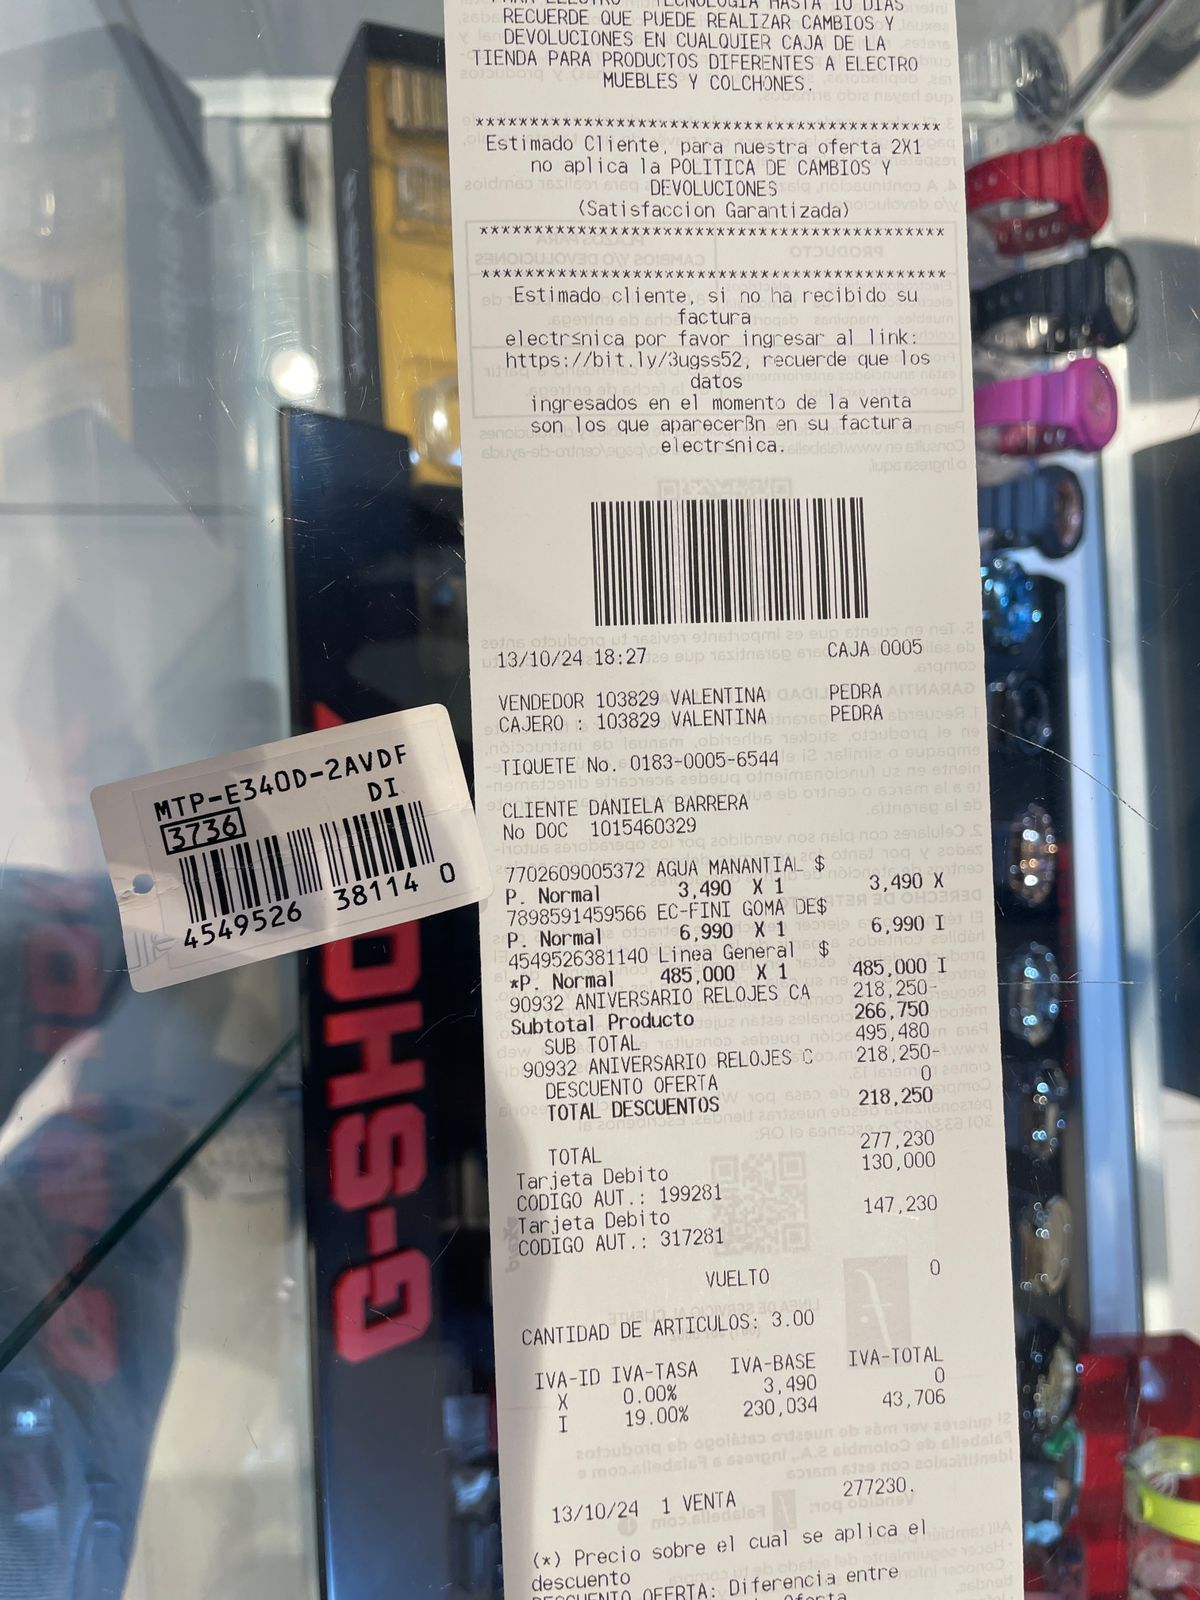 PARA ELECTRO TECNOLOGIA HASTA 10 DIAS
RECUERDE QUE PUEDE REALIZAR CAMBIOS Y
DEVOLUCIONES EN CUALQUIER CAJA DE LA
TIENDA PARA PRODUCTOS DIFERENTES A ELECTRO
MUEBLES Y COLCHONES.
*******************************************
Estimado Cliente, para nuestra oferta 2X1
no aplica la POLITICA DE CAMBIOS Y
DEVOLUCIONES
(Satisfaccion Garantizada)
*******************************************
*******************************************
Estimado cliente, si no ha recibido su
factura
electr≤nica por favor ingresar al link:
https://bit.ly/3ugss52, recuerde que los
datos
ingresados en el momento de la venta
son los que aparecerßn en su factura
electr≤nica.
13/10/24 18:27 CAJA 0005
VENDEDOR 103829 VALENTINA PEDRA
CAJERO : 103829 VALENTINA PEDRA
TIQUETE No. 0183-0005-6544
CLIENTE DANIELA BARRERA
No DOC 1015460329
7702609005372 AGUA MANANTIAL $
P. Normal 3,490 X 1 3,490 X
7898591459566 EC-FINI GOMA DE$
P. Normal 6,990 X 1 6,990 I
4549526381140 Linea General $
*P. Normal 485,000 X 1 485,000 I
90932 ANIVERSARIO RELOJES CA 218,250-
Subtotal Producto 266,750
SUB TOTAL 495,480
90932 ANIVERSARIO RELOJES C 218,250-
DESCUENTO OFERTA 0
TOTAL DESCUENTOS 218,250
TOTAL 277,230
Tarjeta Debito 130,000
CODIGO AUT.: 199281
Tarjeta Debito 147,230
CODIGO AUT.: 317281
VUELTO 0
CANTIDAD DE ARTICULOS: 3.00
IVA-ID IVA-TASA IVA-BASE IVA-TOTAL
X 0.00% 3,490 0
I 19.00% 230,034 43,706
13/10/24 1 VENTA 277230.
(*) Precio sobre el cual se aplica el
descuento
DESCUENTO OFERTA: Diferencia entre
Oferta
MTP-E340D-2AVDF
DI
3736
4549526 38114 0
G-SHOCK